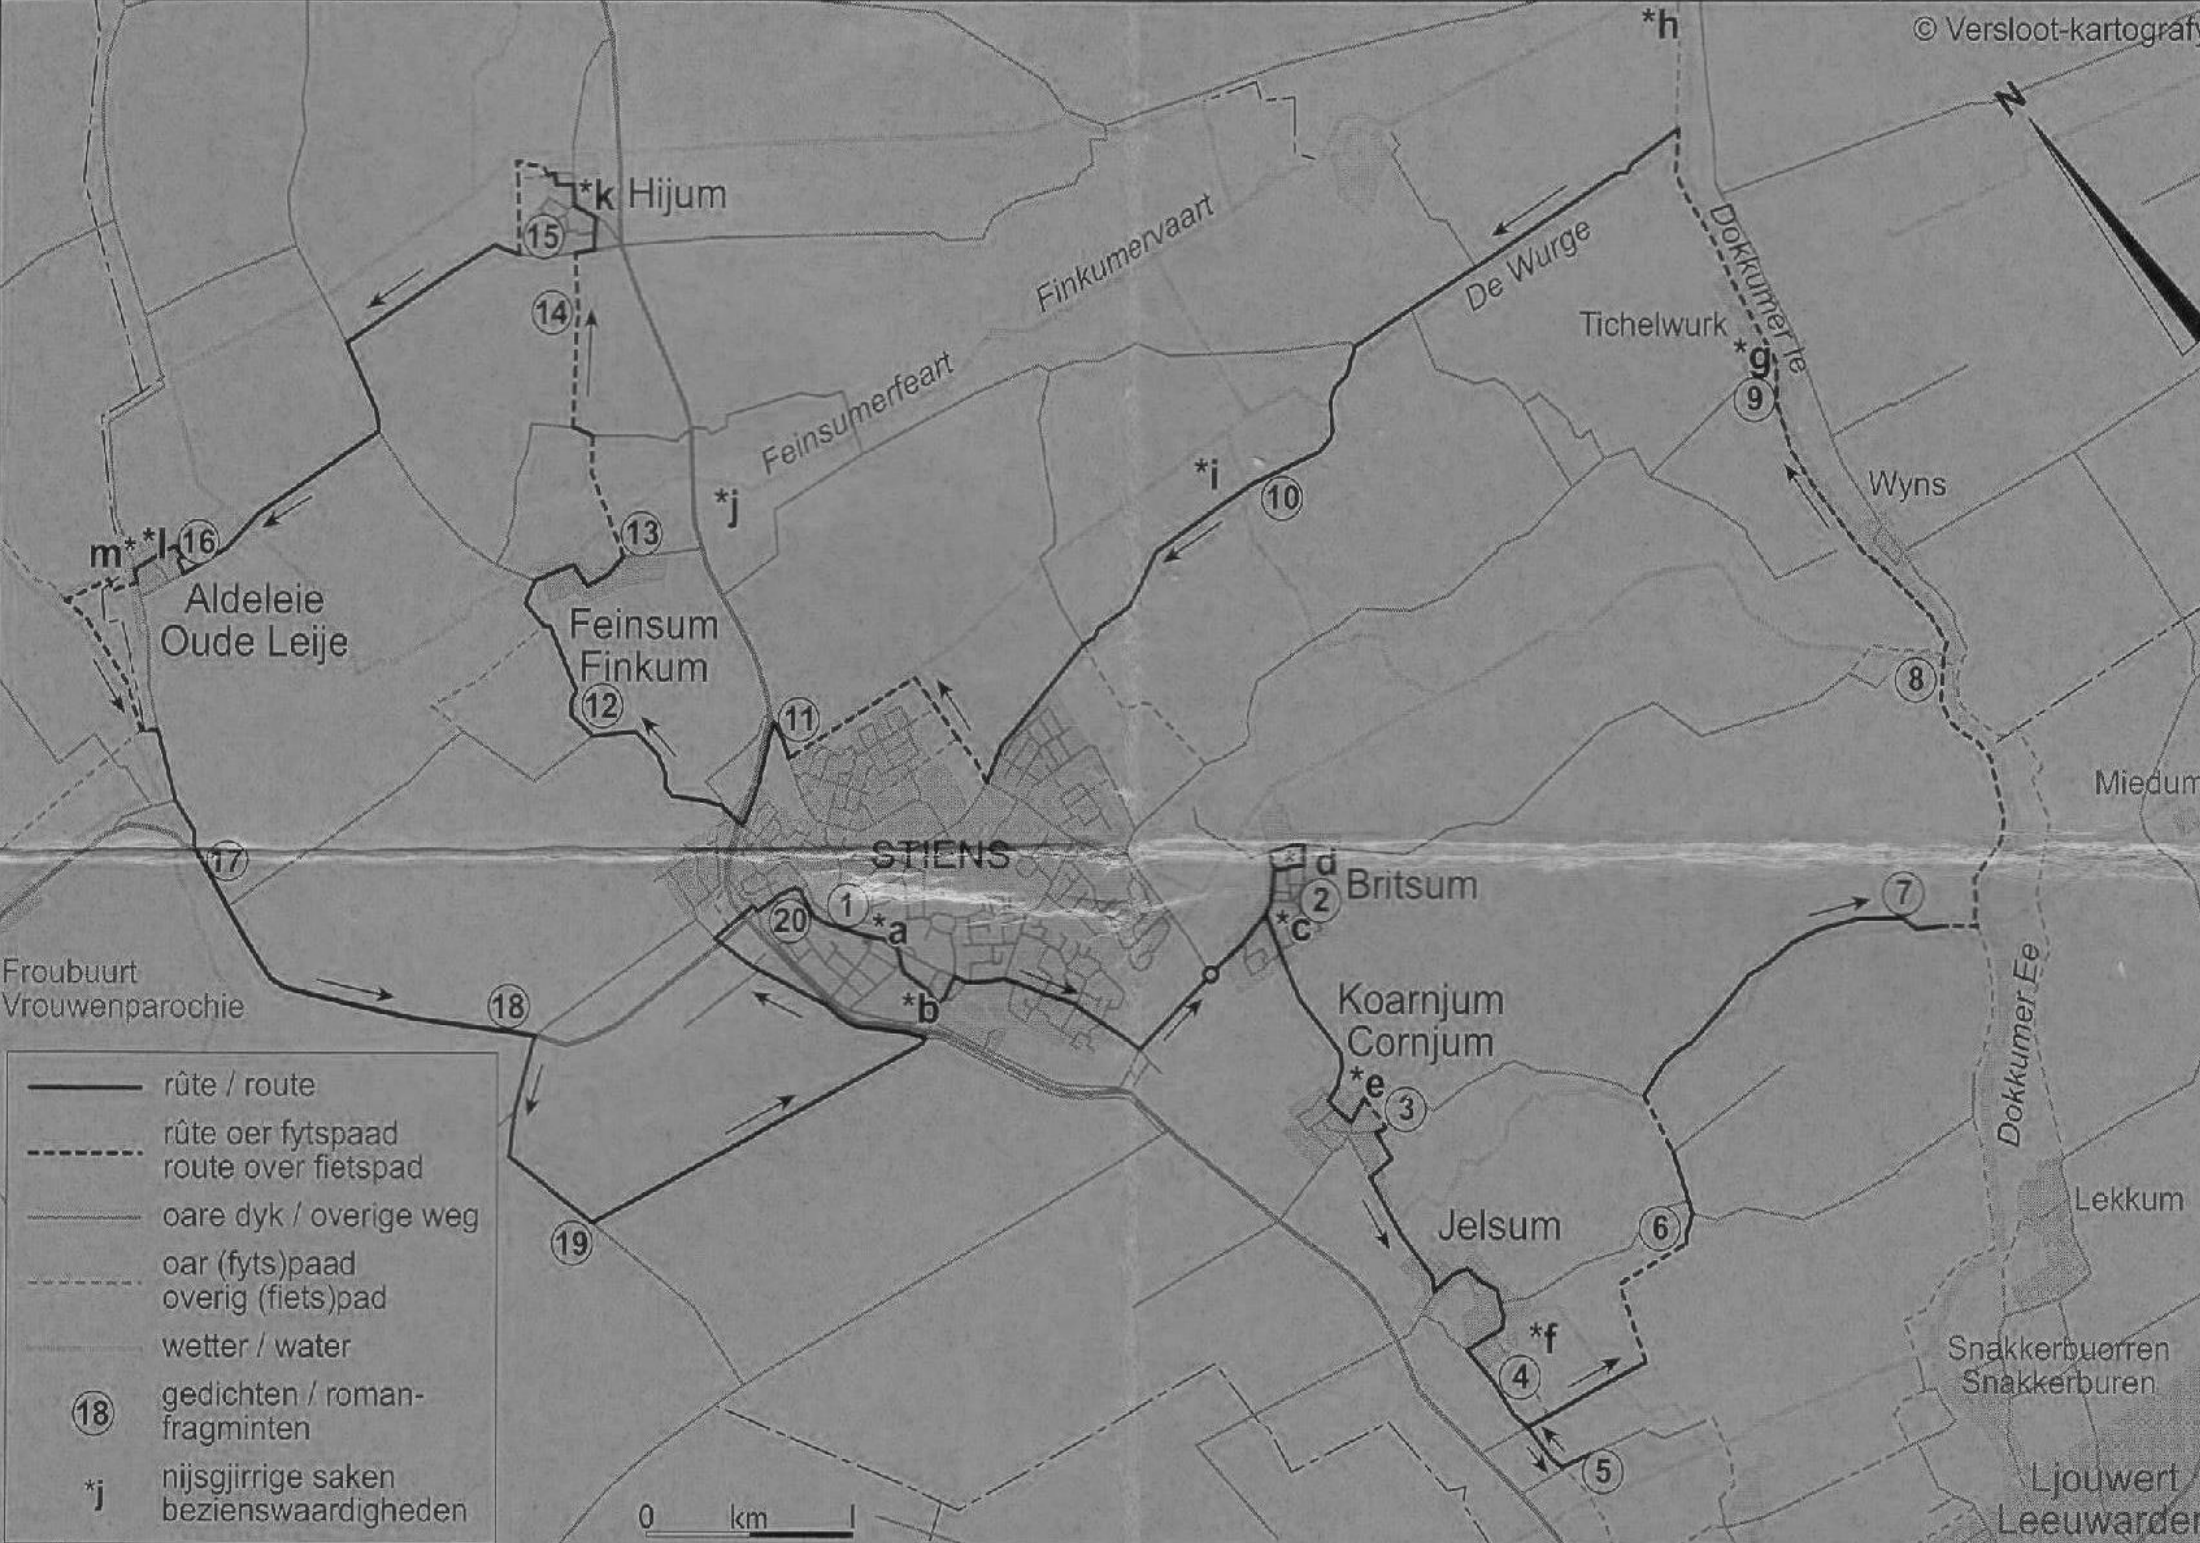 *h
© Versloot-kartografy
N
*k Hijum
15
14
Finkumervaart
De Wurge
Dokkumer Ie
Tichelwurk
*g
9
Feinsumerfeart
*i
10
Wyns
*j
13
m* *l 16
Aldeleie
Oude Leije
Feinsum
Finkum
12
11
8
Miedum
STIENS
17
d
2 Britsum
*c
7
1
20
*a
*b
Froubuurt
Vrouwenparochie
18
Koarnjum
Cornjum
*e
3
Dokkumer Ee
Lekkum
19
Jelsum
6
*f
4
5
Snakkerbuorren
Snakkerburen
Ljouwert
Leeuwarden
rûte / route
rûte oer fytspaad
route over fietspad
oare dyk / overige weg
oar (fyts)paad
overig (fiets)pad
wetter / water
18 gedichten / roman-
fragminten
*j nijsgjirrige saken
bezienswaardigheden
0 km 1